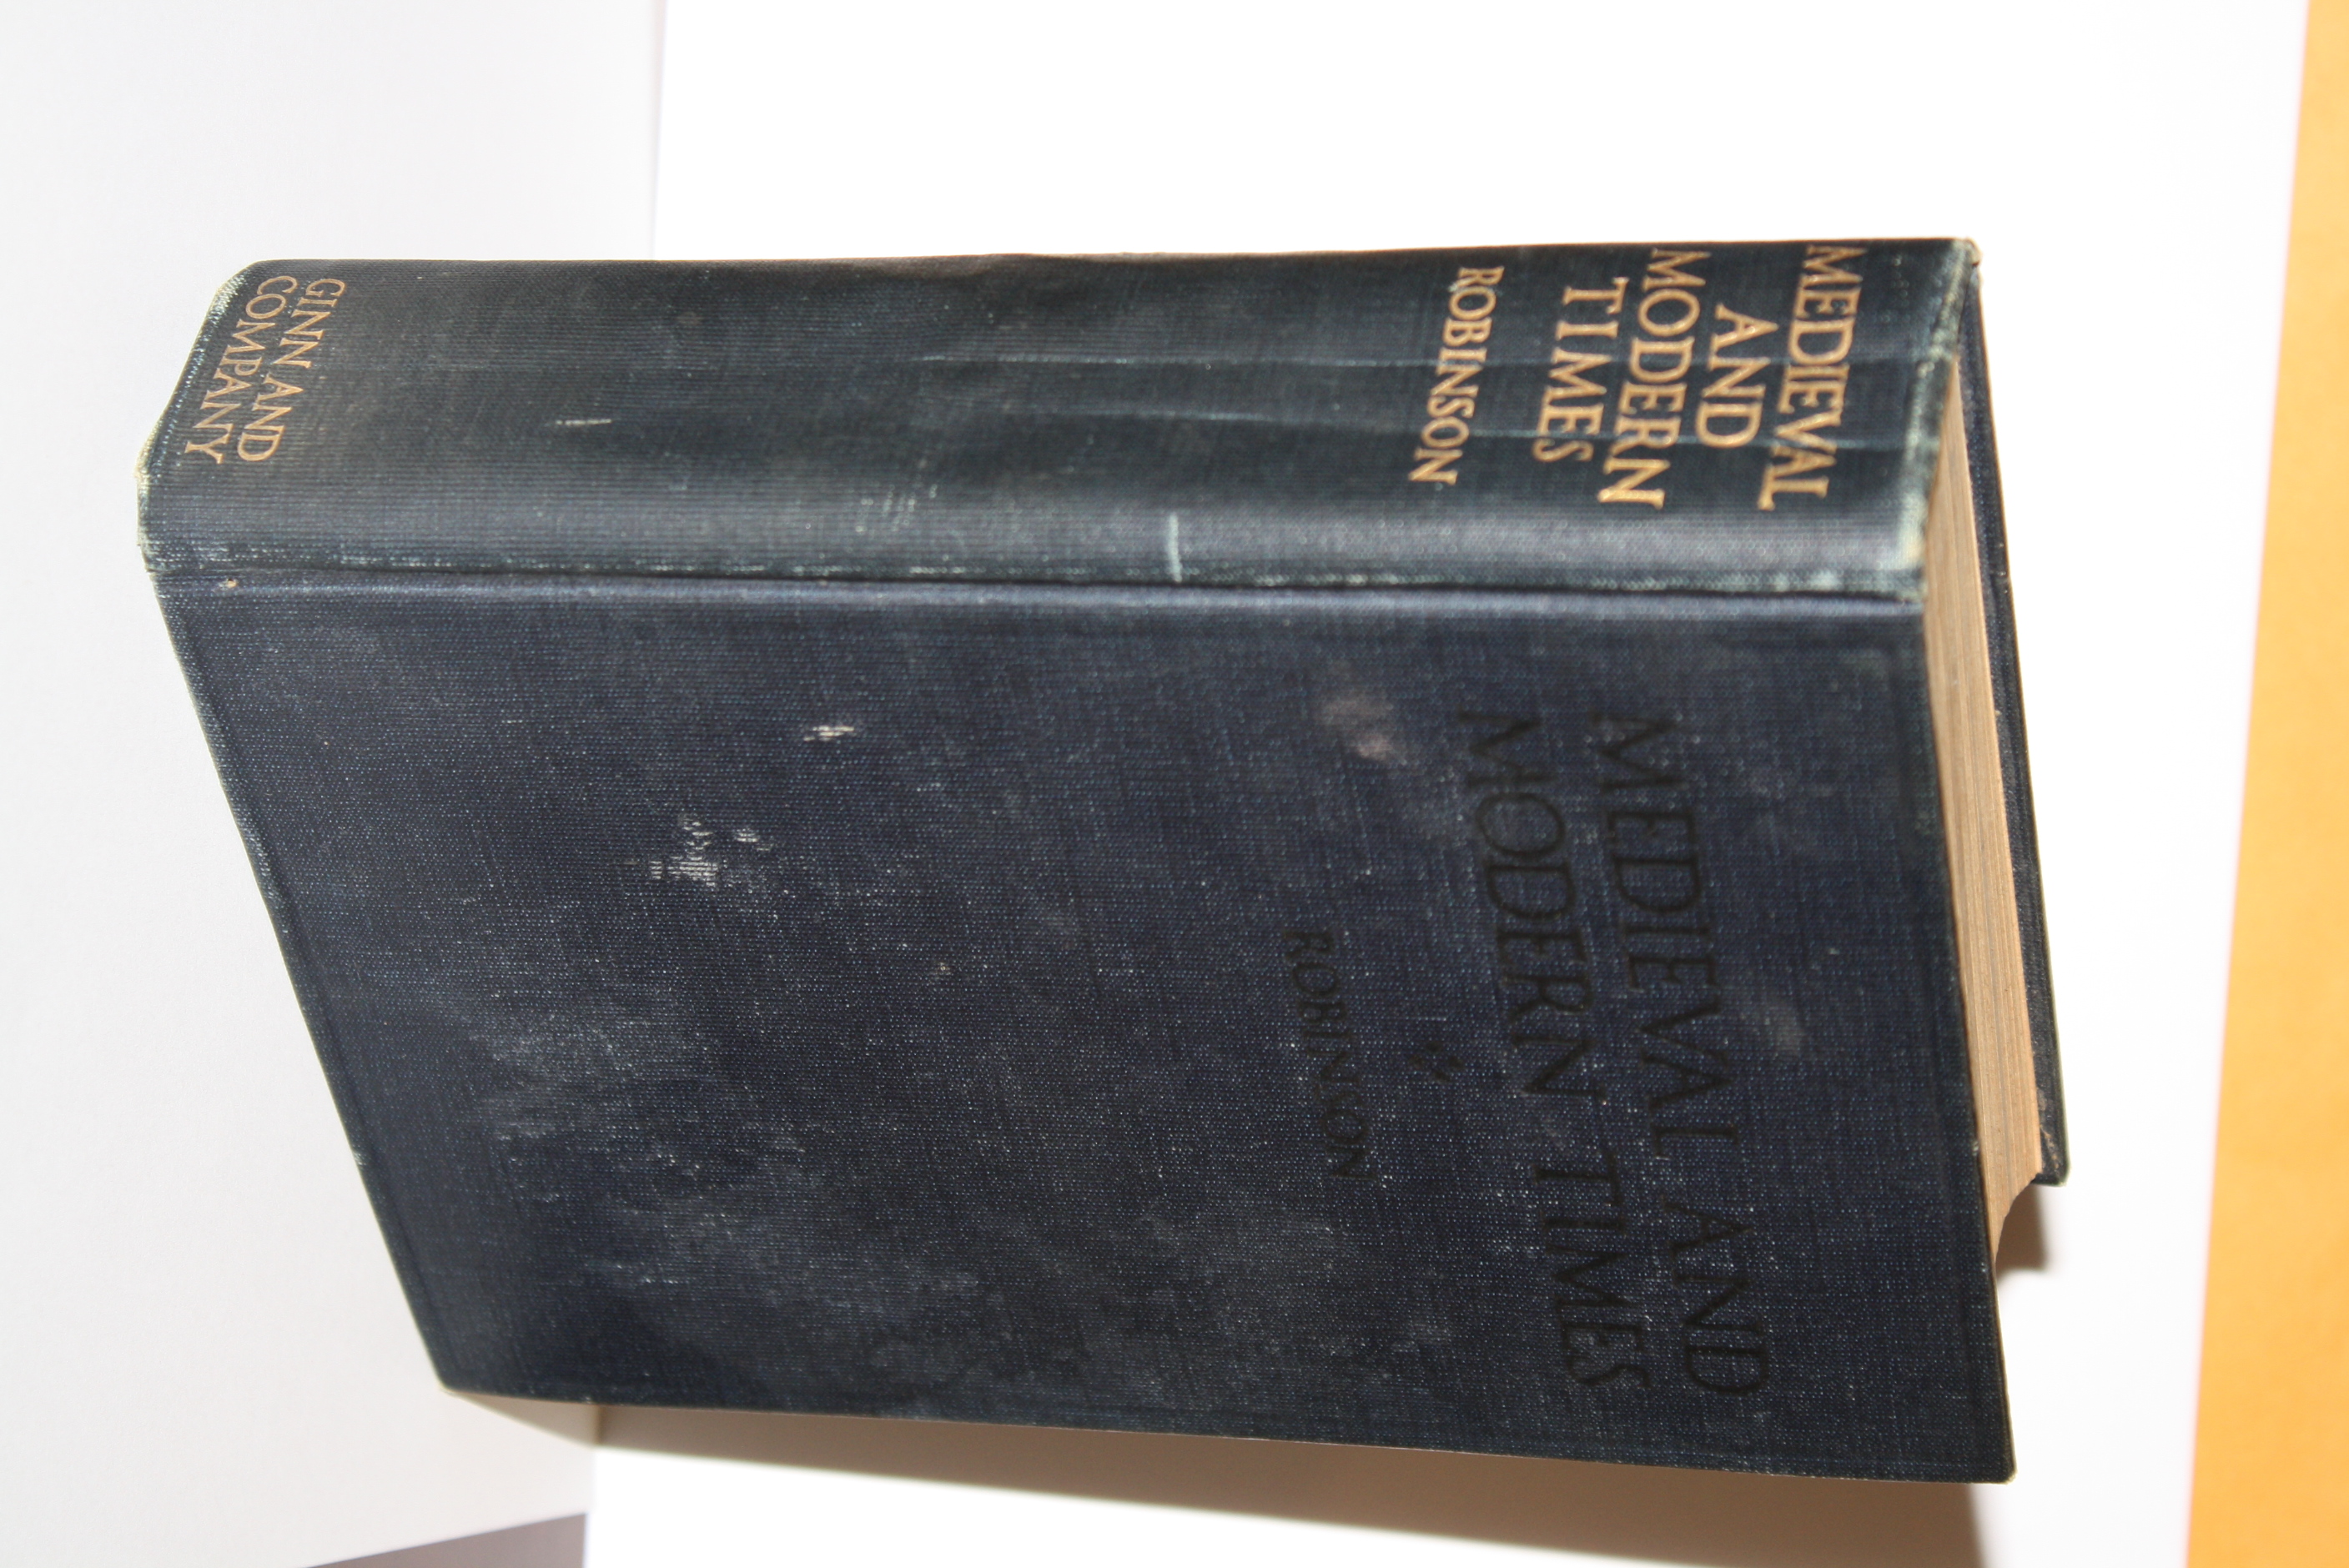 MEDIEVAL
AND
MODERN
TIMES
ROBINSON
GINN AND
COMPANY
MEDIEVAL AND
MODERN TIMES
ROBINSON